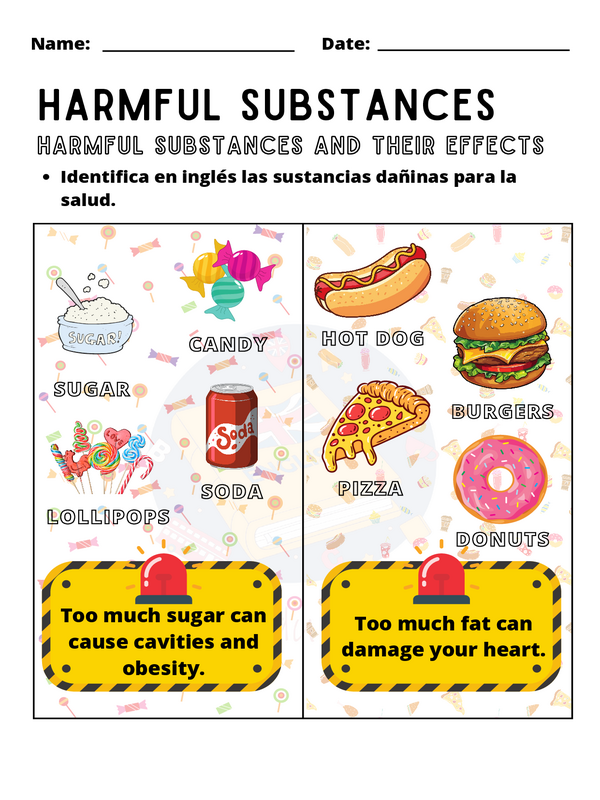 Name: Date:
HARMFUL SUBSTANCES
HARMFUL SUBSTANCES AND THEIR EFFECTS
• Identifica en inglés las sustancias dañinas para la
salud.
SUGAR!
SUGAR
CANDY
LOVE
LOLLIPOPS
Soda
SODA
HOT DOG
BURGERS
PIZZA
DONUTS
Too much sugar can
cause cavities and
obesity.
Too much fat can
damage your heart.